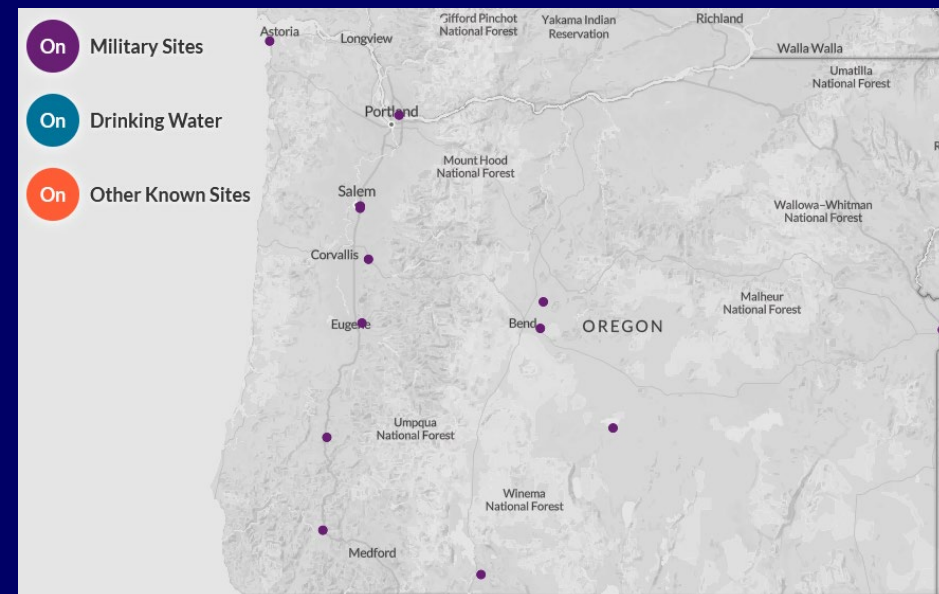 On Military Sites
On Drinking Water
On Other Known Sites
Astoria
Longview
Gifford Pinchot
National Forest
Yakama Indian
Reservation
Richland
Walla Walla
Umatilla
National Forest
Portland
Mount Hood
National Forest
Salem
Wallowa–Whitman
National Forest
Corvallis
Malheur
National Forest
Eugene
Bend
OREGON
Umpqua
National Forest
Winema
National Forest
Medford